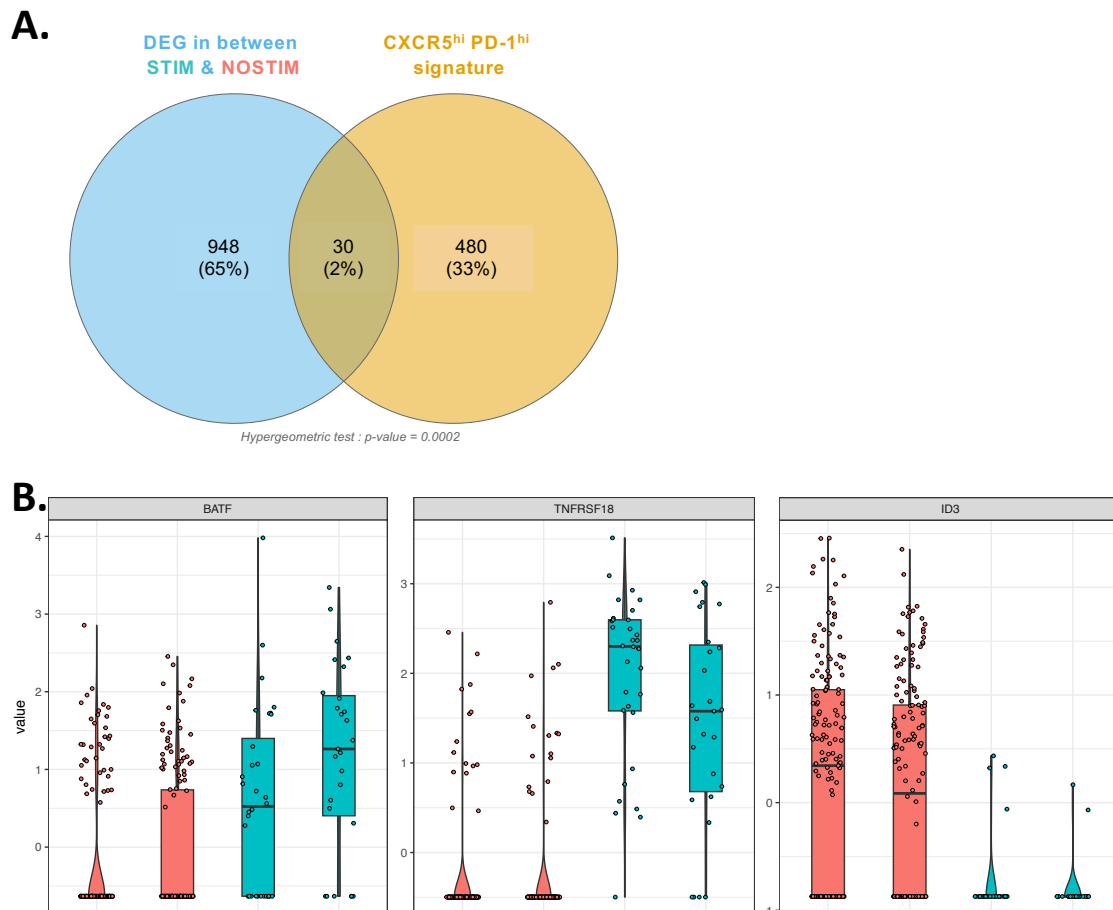 A.
DEG in between
STIM & NOSTIM
CXCR5hi PD-1hi
signature
948
(65%)
30
(2%)
480
(33%)
Hypergeometric test : p-value = 0.0002
B.
BATF
TNFRSF18
ID3
value
4
3
2
1
0
3
2
1
0
2
1
0